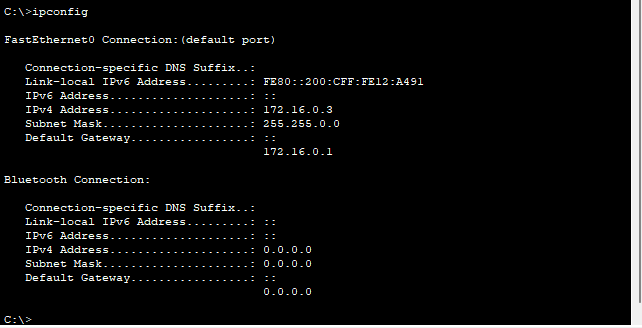 C:\>ipconfig
FastEthernet0 Connection:(default port)
Connection-specific DNS Suffix..:
Link-local IPv6 Address.........: FE80::200:CFF:FE12:A491
IPv6 Address....................: ::
IPv4 Address....................: 172.16.0.3
Subnet Mask.....................: 255.255.0.0
Default Gateway.................: ::
172.16.0.1
Bluetooth Connection:
Connection-specific DNS Suffix..:
Link-local IPv6 Address.........: ::
IPv6 Address....................: ::
IPv4 Address....................: 0.0.0.0
Subnet Mask.....................: 0.0.0.0
Default Gateway.................: ::
0.0.0.0
C:\>